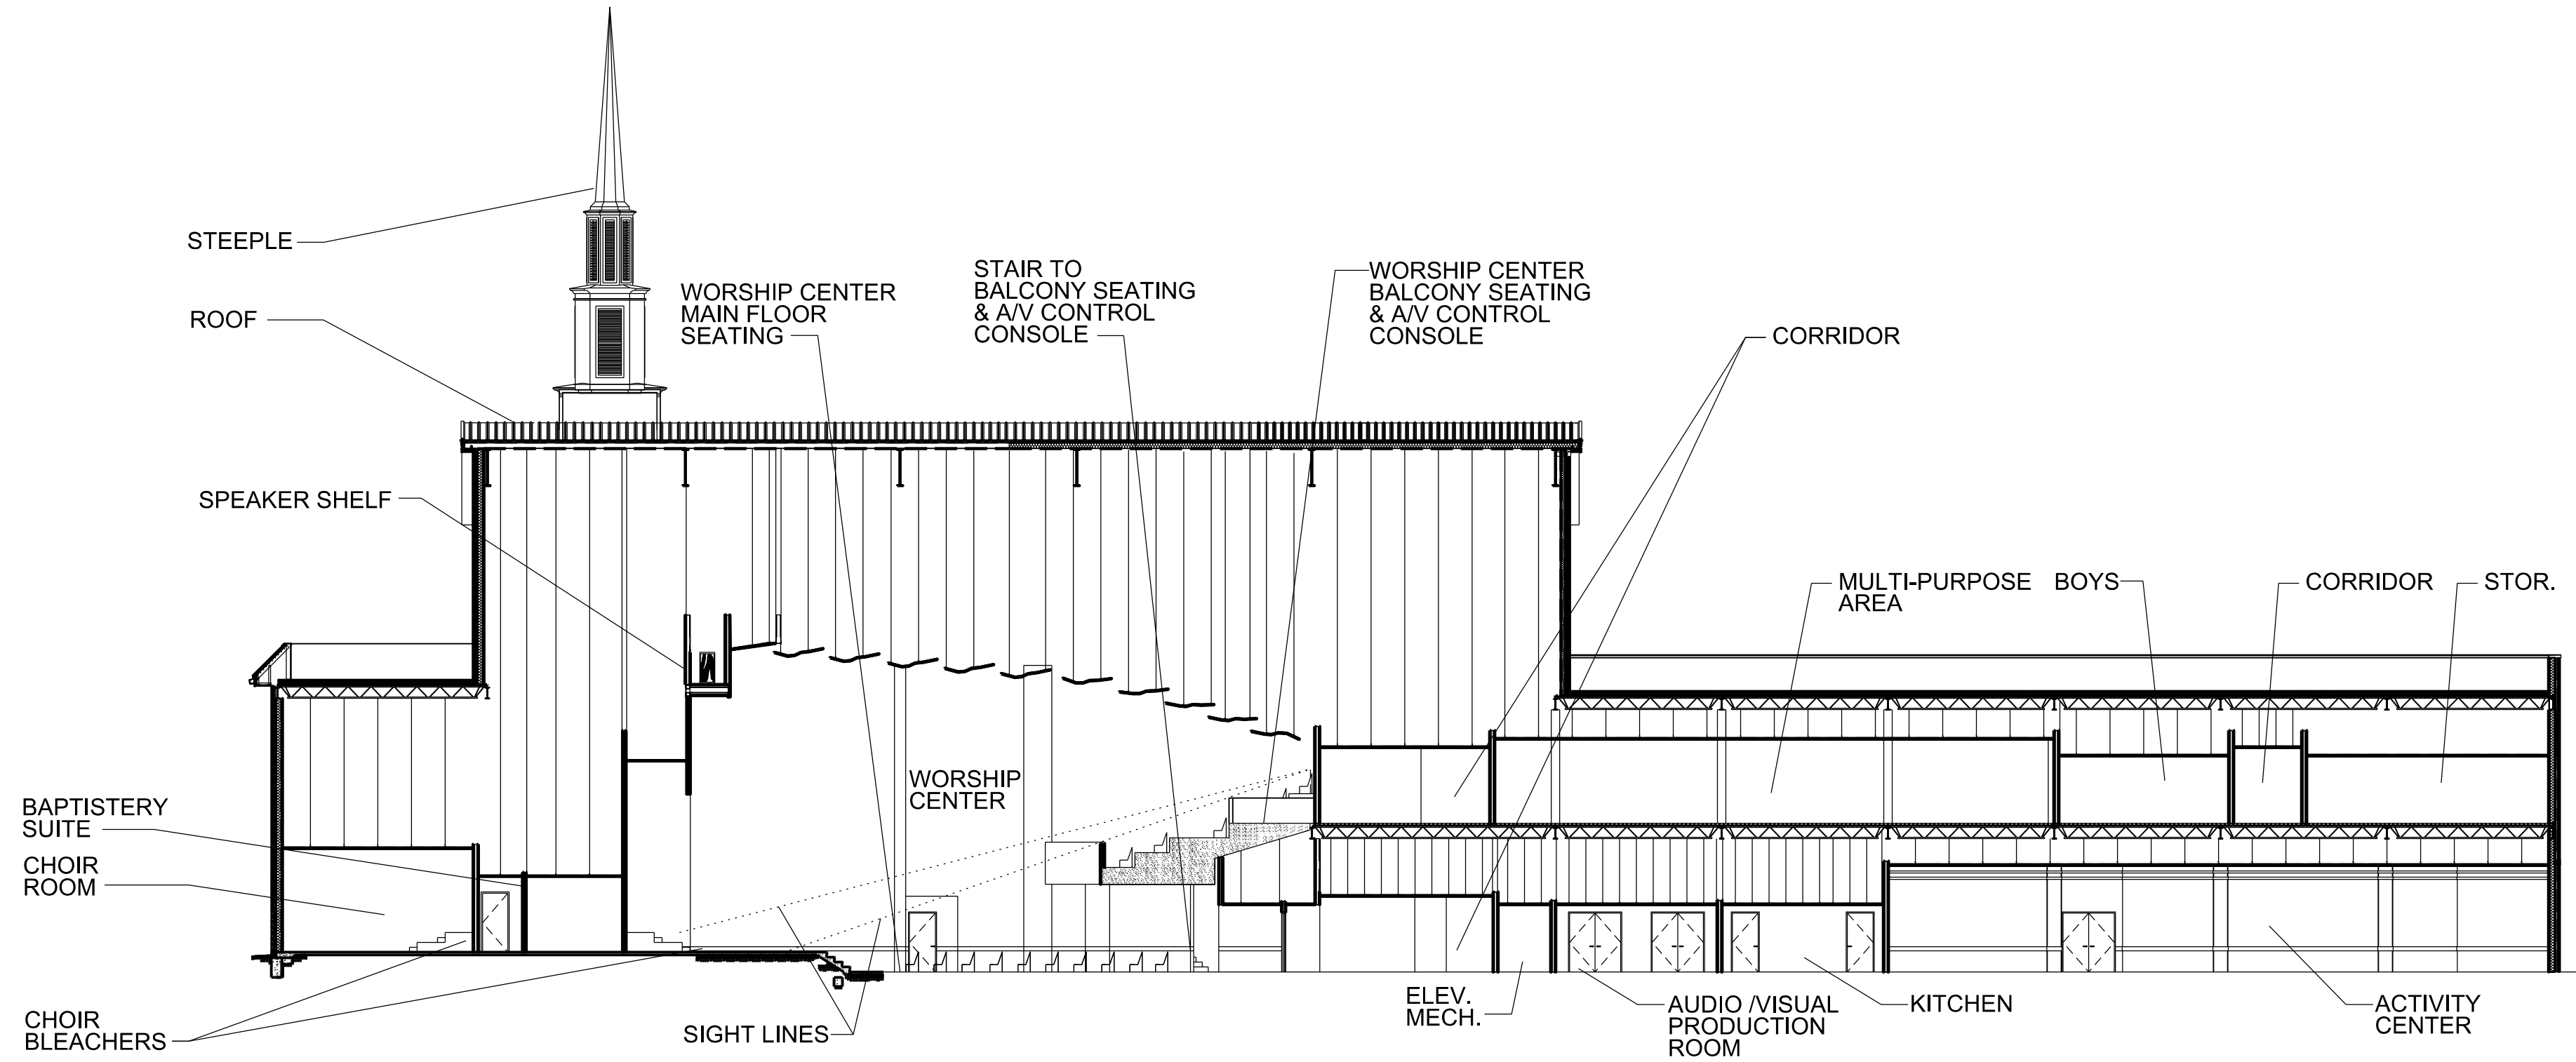 STEEPLE
ROOF
WORSHIP CENTER
MAIN FLOOR
SEATING
STAIR TO
BALCONY SEATING
& A/V CONTROL
CONSOLE
WORSHIP CENTER
BALCONY SEATING
& A/V CONTROL
CONSOLE
CORRIDOR
SPEAKER SHELF
MULTI-PURPOSE
AREA
BOYS
CORRIDOR
STOR.
WORSHIP
CENTER
BAPTISTERY
SUITE
CHOIR
ROOM
CHOIR
BLEACHERS
SIGHT LINES
ELEV.
MECH.
AUDIO /VISUAL
PRODUCTION
ROOM
KITCHEN
ACTIVITY
CENTER